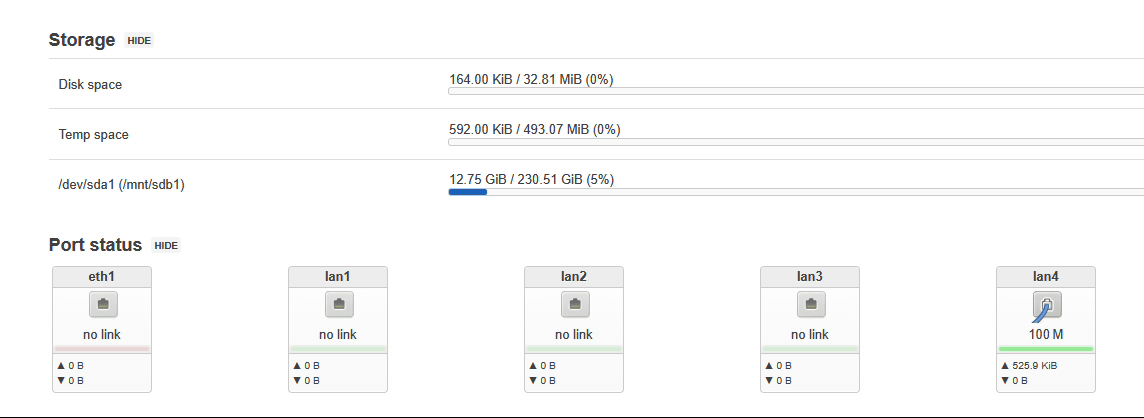 Storage HIDE
Disk space 164.00 KiB / 32.81 MiB (0%)
Temp space 592.00 KiB / 493.07 MiB (0%)
/dev/sda1 (/mnt/sdb1) 12.75 GiB / 230.51 GiB (5%)
Port status HIDE
eth1 lan1 lan2 lan3 lan4
no link no link no link no link 100 M
▲ 0 B ▲ 0 B ▲ 0 B ▲ 0 B ▲ 525.9 KiB
▼ 0 B ▼ 0 B ▼ 0 B ▼ 0 B ▼ 0 B